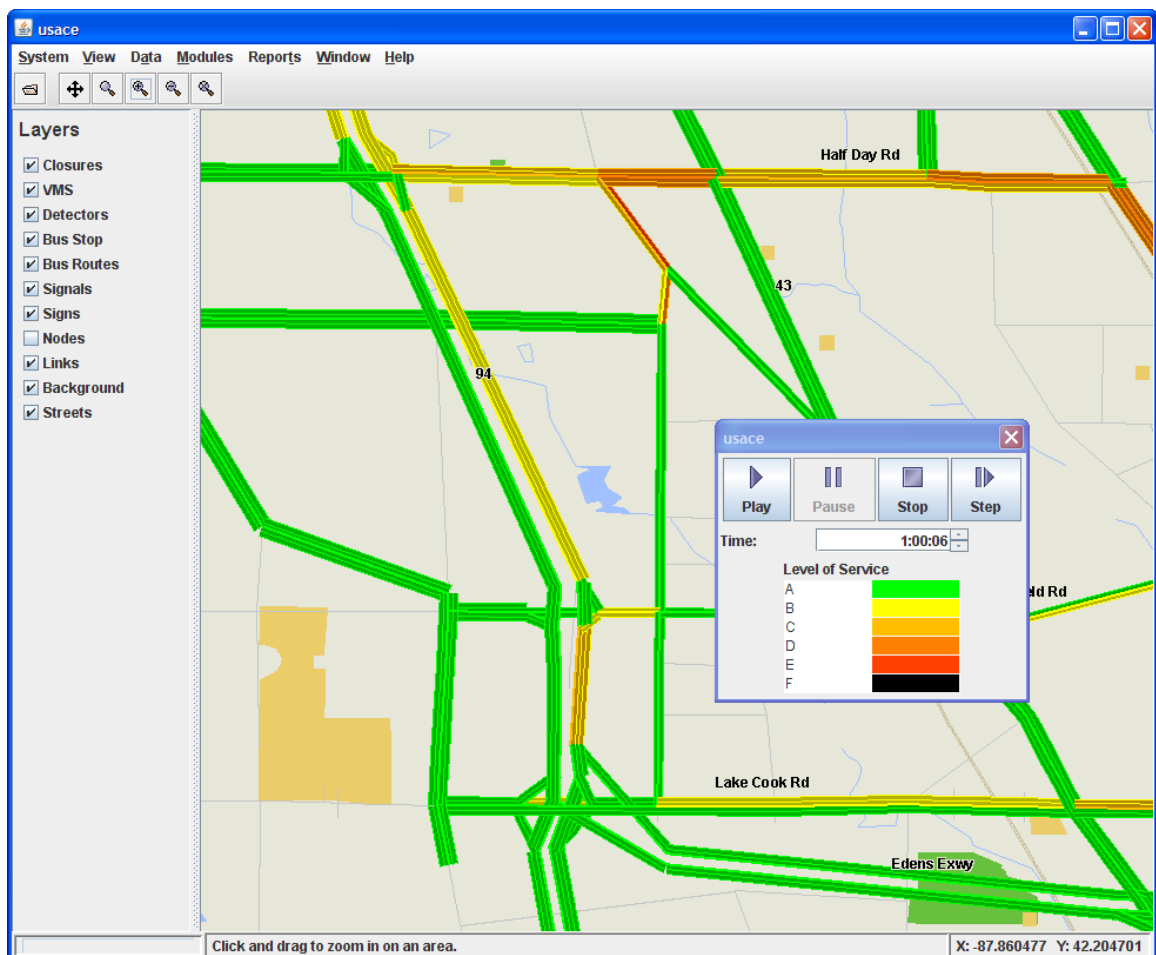 usace
System View Data Modules Reports Window Help
Layers
Closures
VMS
Detectors
Bus Stop
Bus Routes
Signals
Signs
Nodes
Links
Background
Streets
Half Day Rd
43
94
usace
Play Pause Stop Step
Time: 1:00:06
Level of Service
A
B
C
D
E
F
eld Rd
Lake Cook Rd
Edens Exwy
Click and drag to zoom in on an area.
X: -87.860477 Y: 42.204701